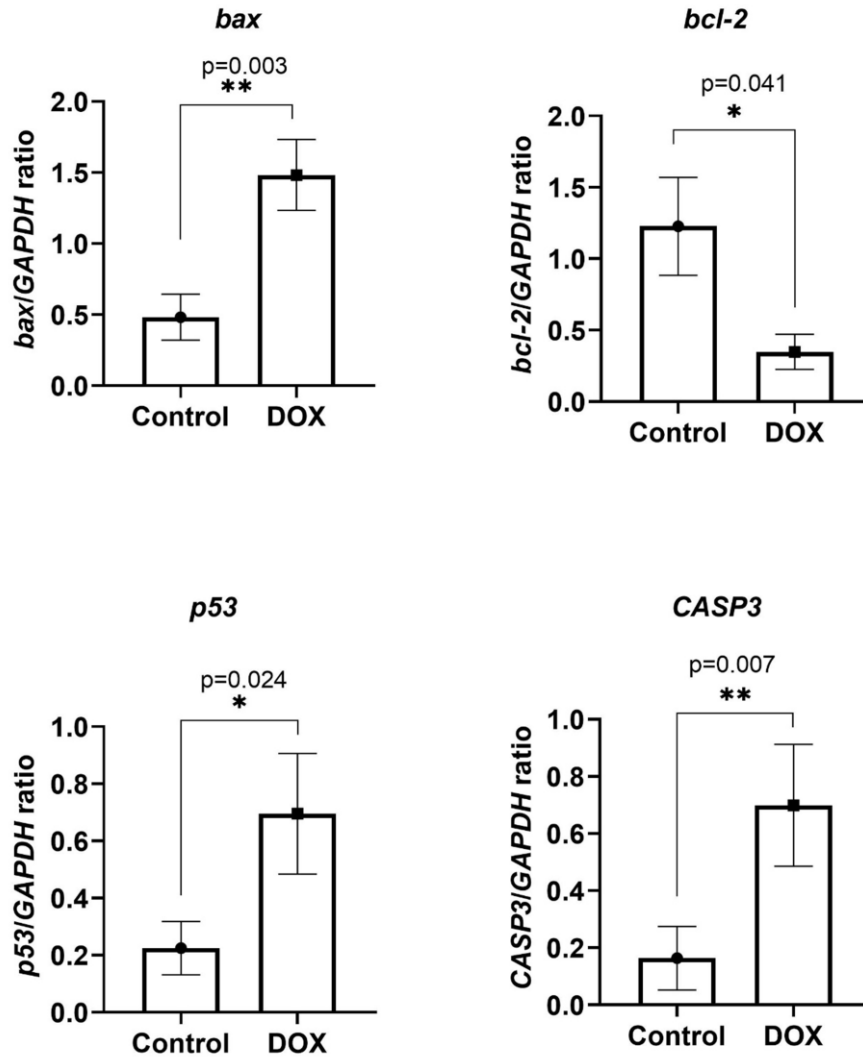 bax
p=0.003
**
2.0
1.5
1.0
0.5
0.0
bax/GAPDH ratio
Control DOX
bcl-2
p=0.041
*
2.0
1.5
1.0
0.5
0.0
bcl-2/GAPDH ratio
Control DOX
p53
p=0.024
*
1.0
0.8
0.6
0.4
0.2
0.0
p53/GAPDH ratio
Control DOX
CASP3
p=0.007
**
1.0
0.8
0.6
0.4
0.2
0.0
CASP3/GAPDH ratio
Control DOX